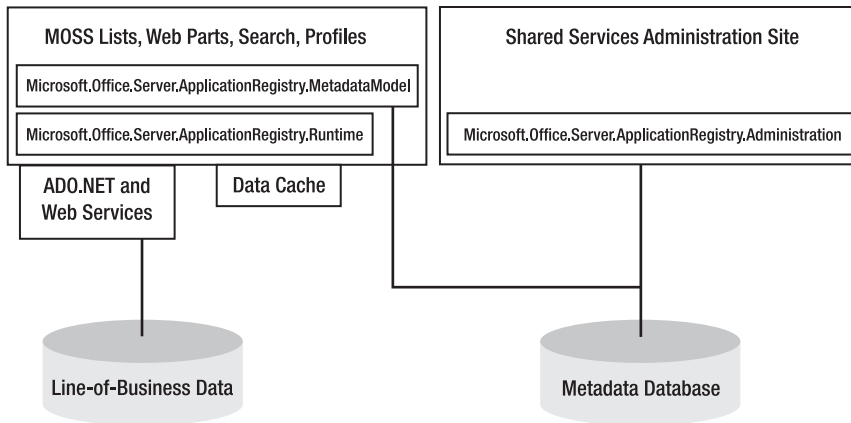 MOSS Lists, Web Parts, Search, Profiles
Microsoft.Office.Server.ApplicationRegistry.MetadataModel
Microsoft.Office.Server.ApplicationRegistry.Runtime
ADO.NET and
Web Services
Data Cache
Shared Services Administration Site
Microsoft.Office.Server.ApplicationRegistry.Administration
Line-of-Business Data
Metadata Database